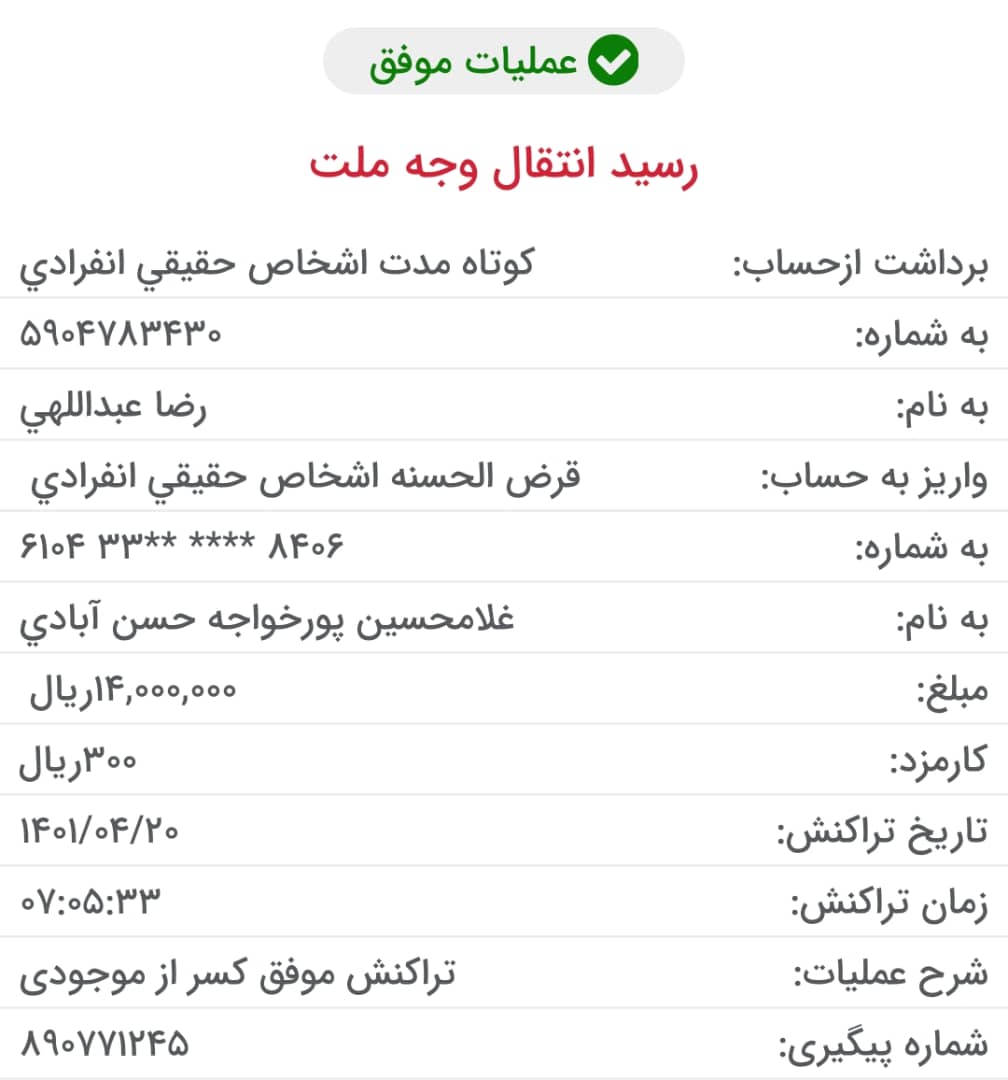 عملیات موفق
رسید انتقال وجه ملت
برداشت ازحساب: کوتاه مدت اشخاص حقيقي انفرادي
به شماره: ۵۹۰۴۷۸۳۴۳۰
به نام: رضا عبداللهي
واریز به حساب: قرض الحسنه اشخاص حقيقي انفرادي
به شماره: ۶۱۰۴ ۳۳** **** ۸۴۰۶
به نام: غلامحسین پورخواجه حسن آبادي
مبلغ: ۱۴,۰۰۰,۰۰۰ریال
کارمزد: ۳۰۰ریال
تاریخ تراکنش: ۱۴۰۱/۰۴/۲۰
زمان تراکنش: ۰۷:۰۵:۳۳
شرح عملیات: تراکنش موفق کسر از موجودی
شماره پیگیری: ۸۹۰۷۷۱۲۴۵